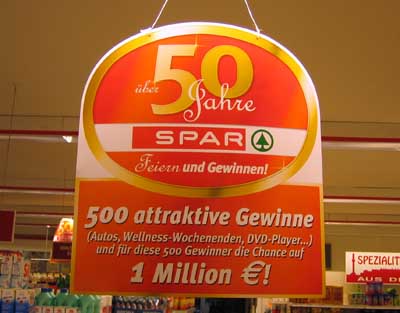 über
50
Jahre
SPAR
Feiern und Gewinnen!
500 attraktive Gewinne
(Autos, Wellness-Wochenenden, DVD-Player...)
und für diese 500 Gewinner die Chance auf
1 Million €!
SPEZIALIT
AUS D